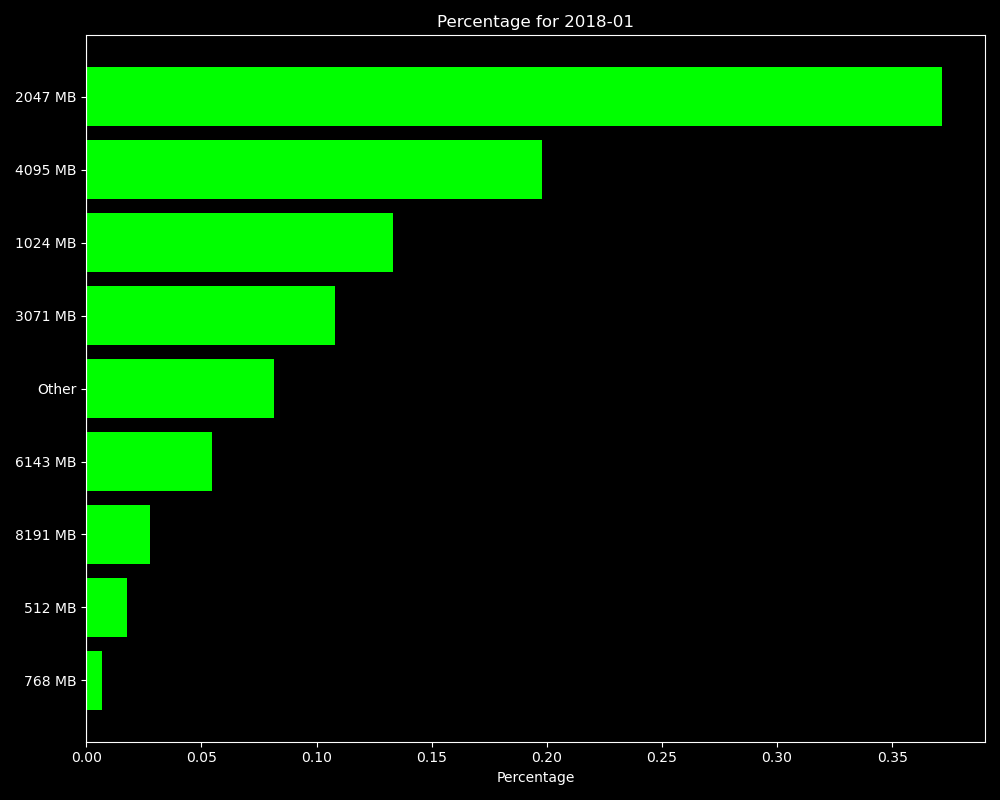 Percentage for 2018-01
2047 MB
4095 MB
1024 MB
3071 MB
Other
6143 MB
8191 MB
512 MB
768 MB
0.00 0.05 0.10 0.15 0.20 0.25 0.30 0.35
Percentage